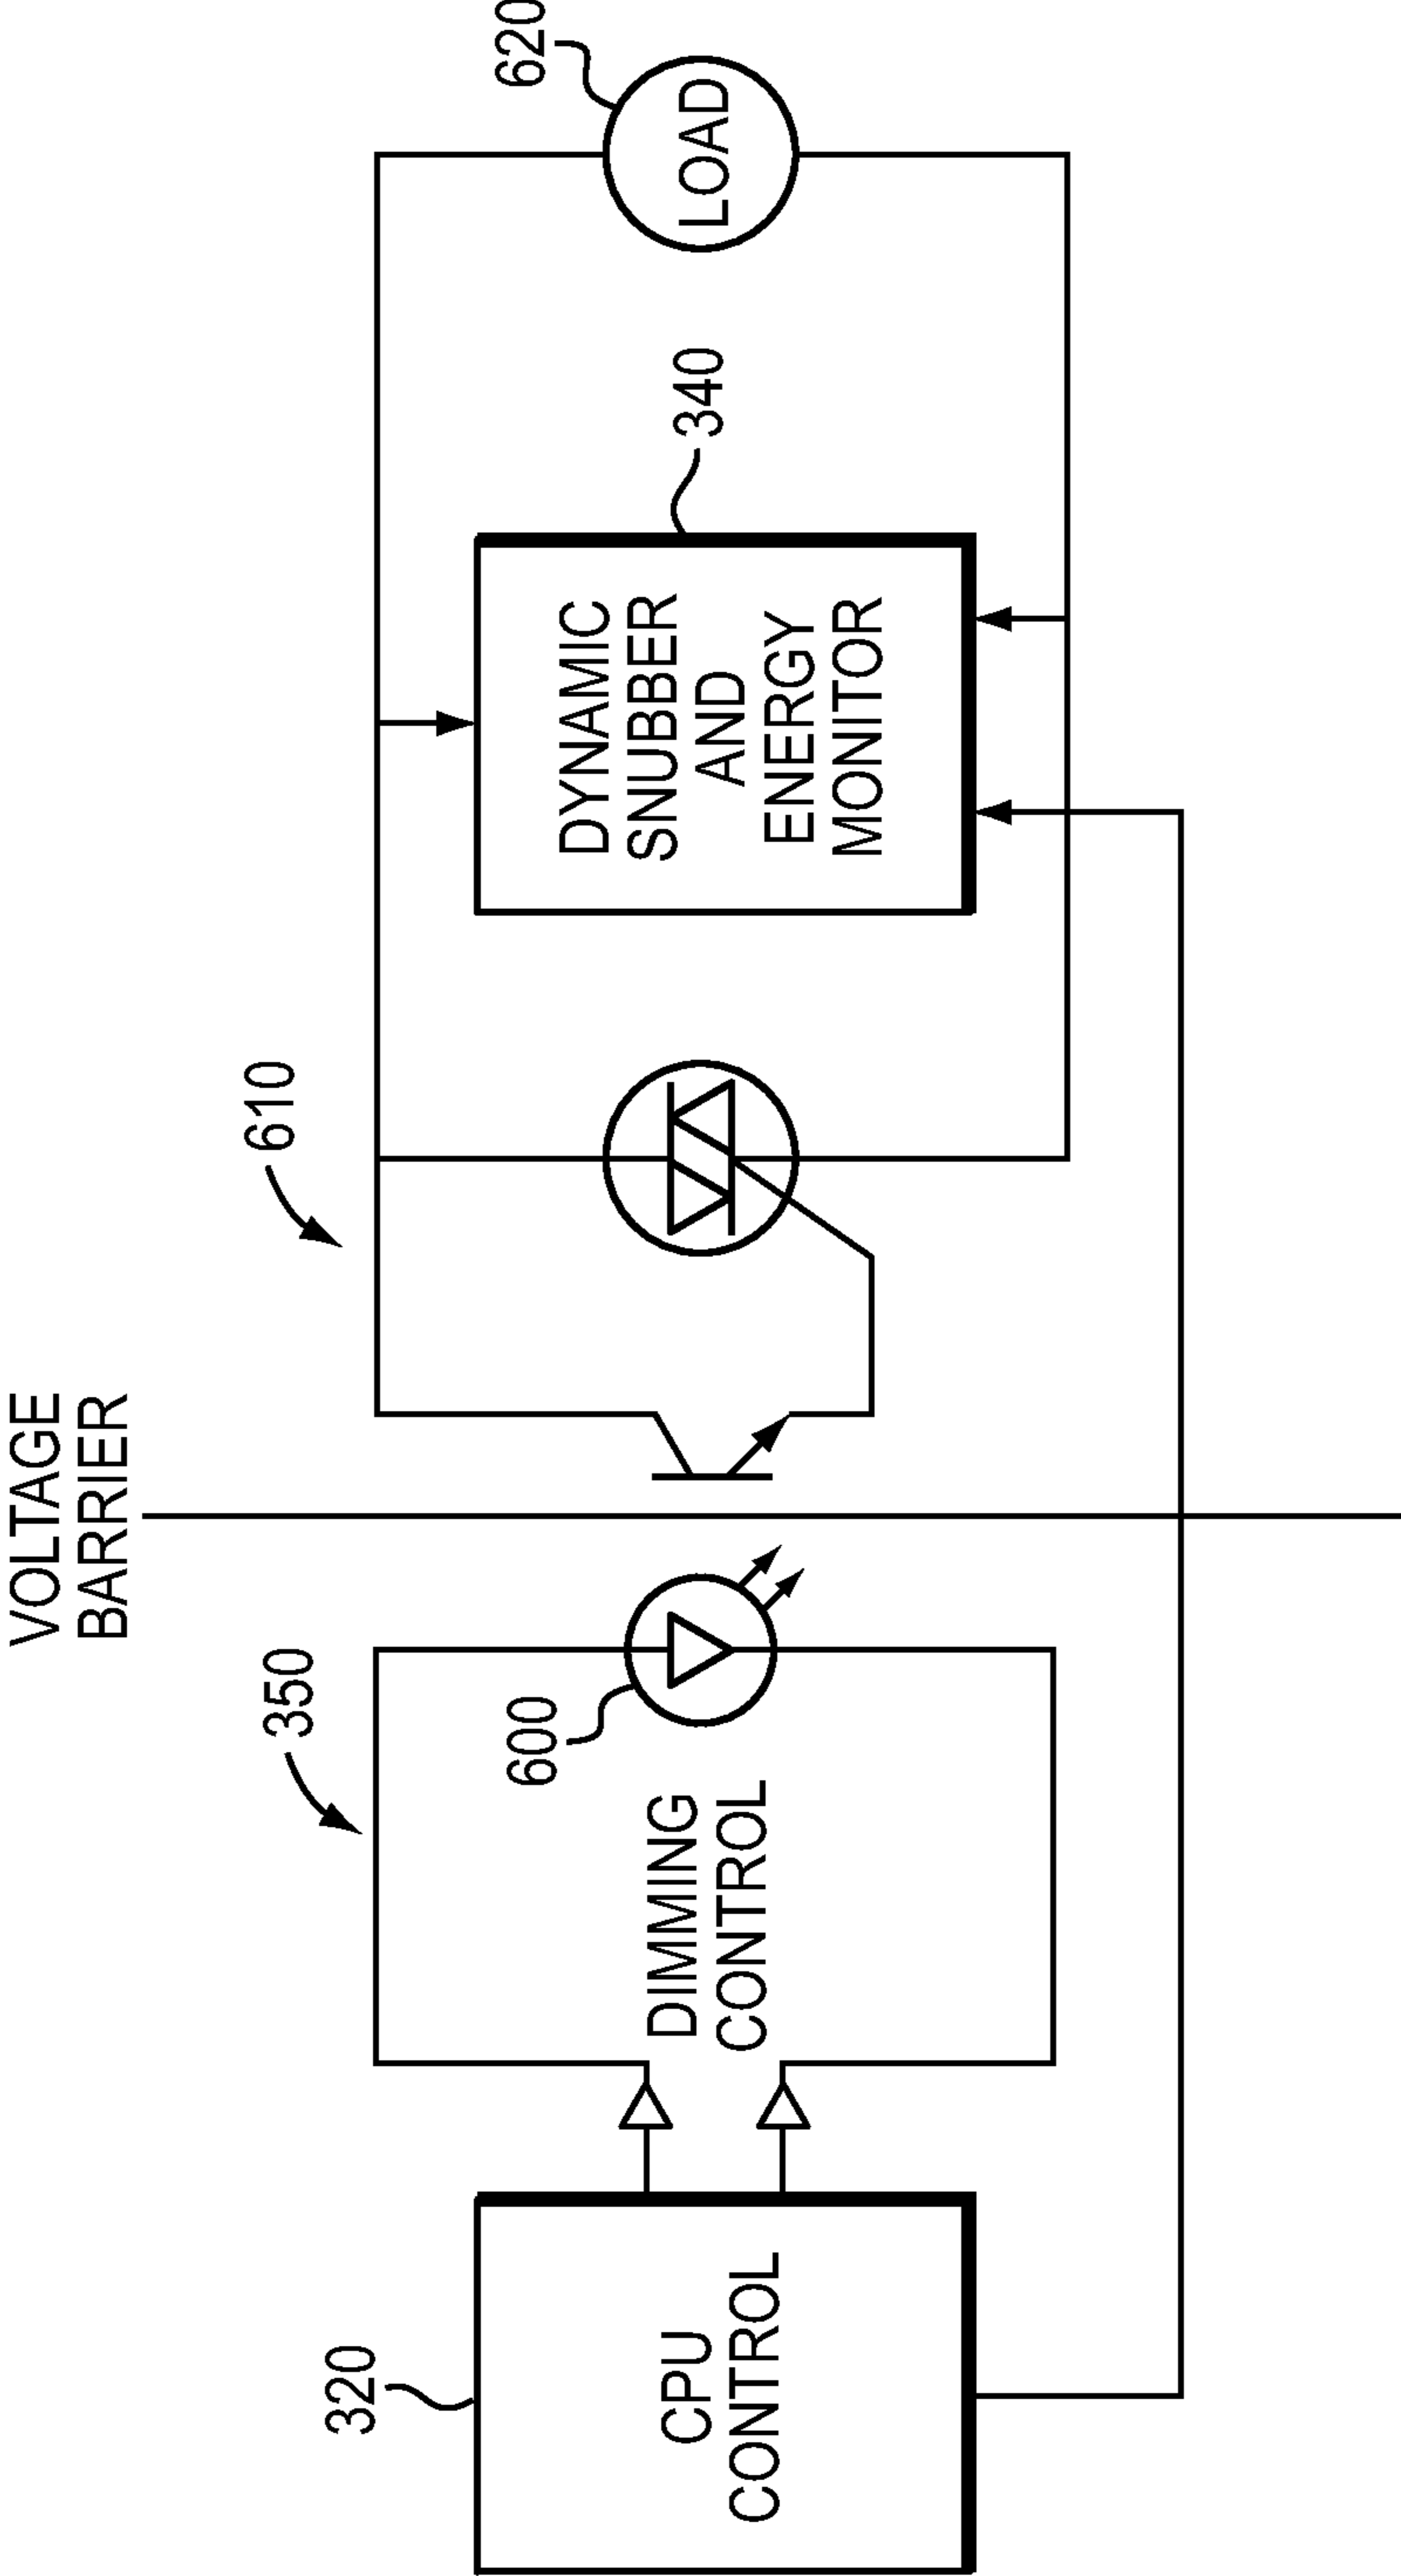 VOLTAGE
BARRIER
320
CPU
CONTROL
350
DIMMING
CONTROL
600
610
DYNAMIC
SNUBBER
AND
ENERGY
MONITOR
340
620
LOAD